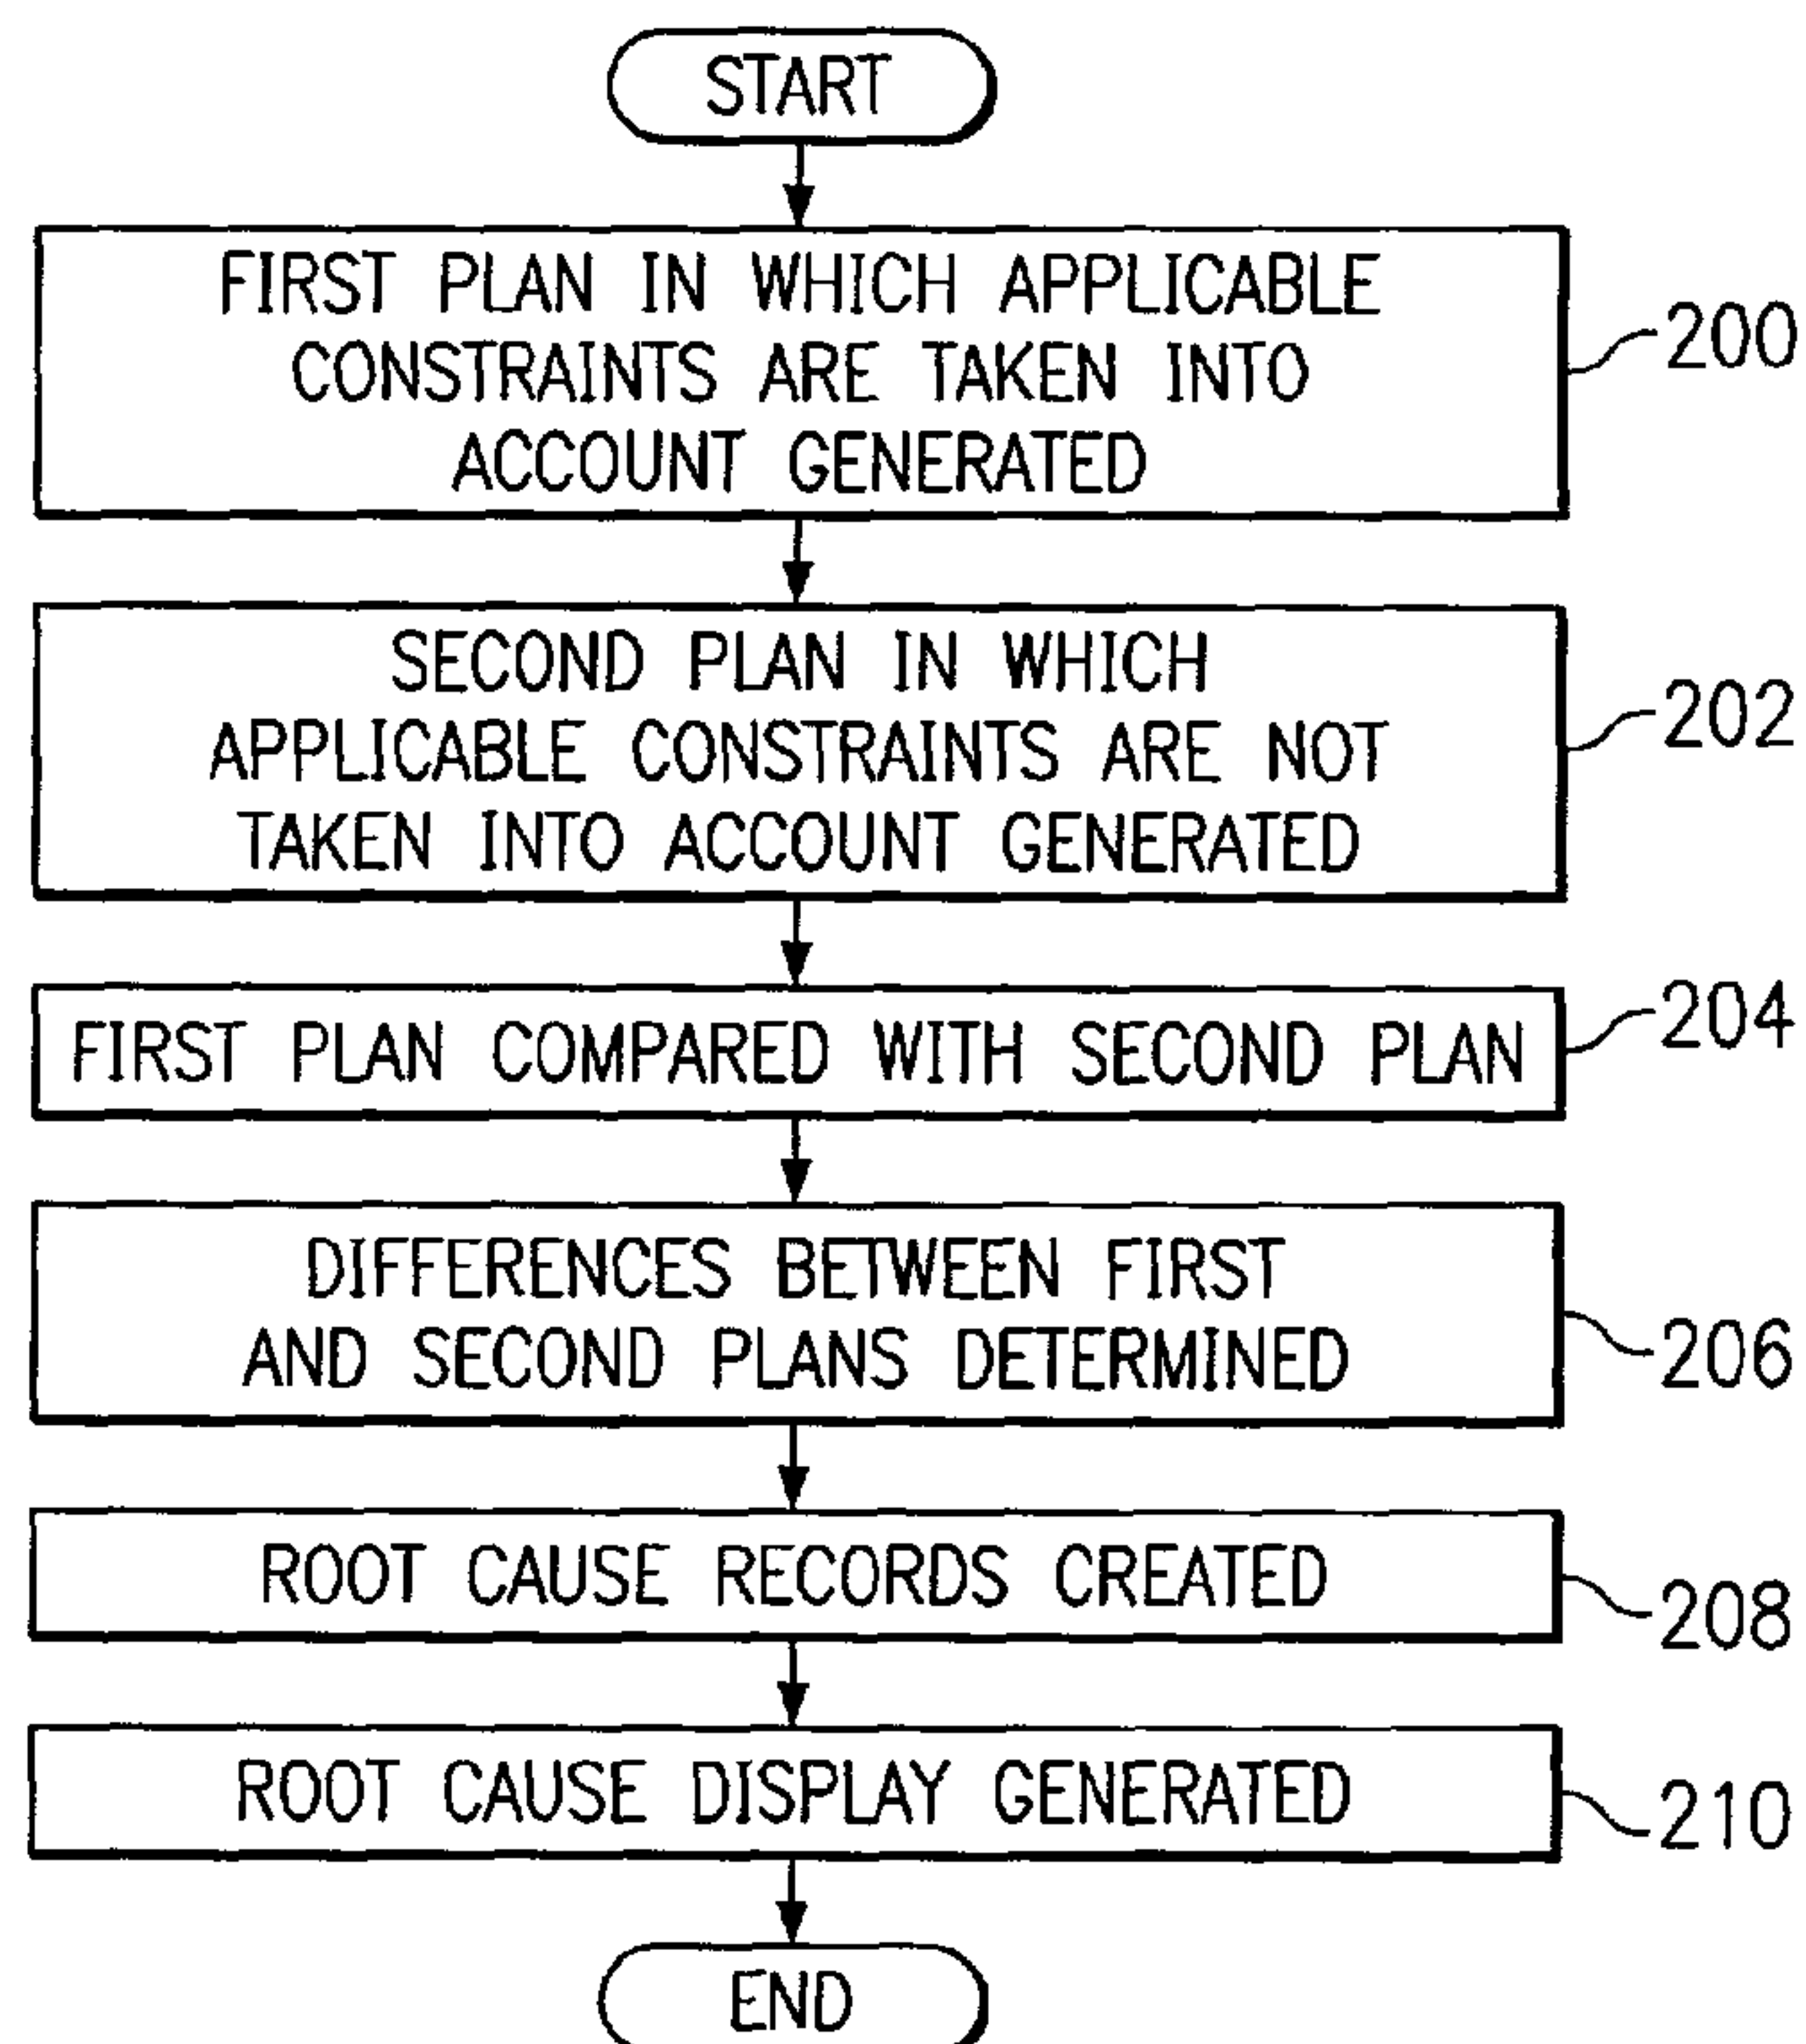 START
FIRST PLAN IN WHICH APPLICABLE
CONSTRAINTS ARE TAKEN INTO
ACCOUNT GENERATED
200
SECOND PLAN IN WHICH
APPLICABLE CONSTRAINTS ARE NOT
TAKEN INTO ACCOUNT GENERATED
202
FIRST PLAN COMPARED WITH SECOND PLAN
204
DIFFERENCES BETWEEN FIRST
AND SECOND PLANS DETERMINED
206
ROOT CAUSE RECORDS CREATED
208
ROOT CAUSE DISPLAY GENERATED
210
END